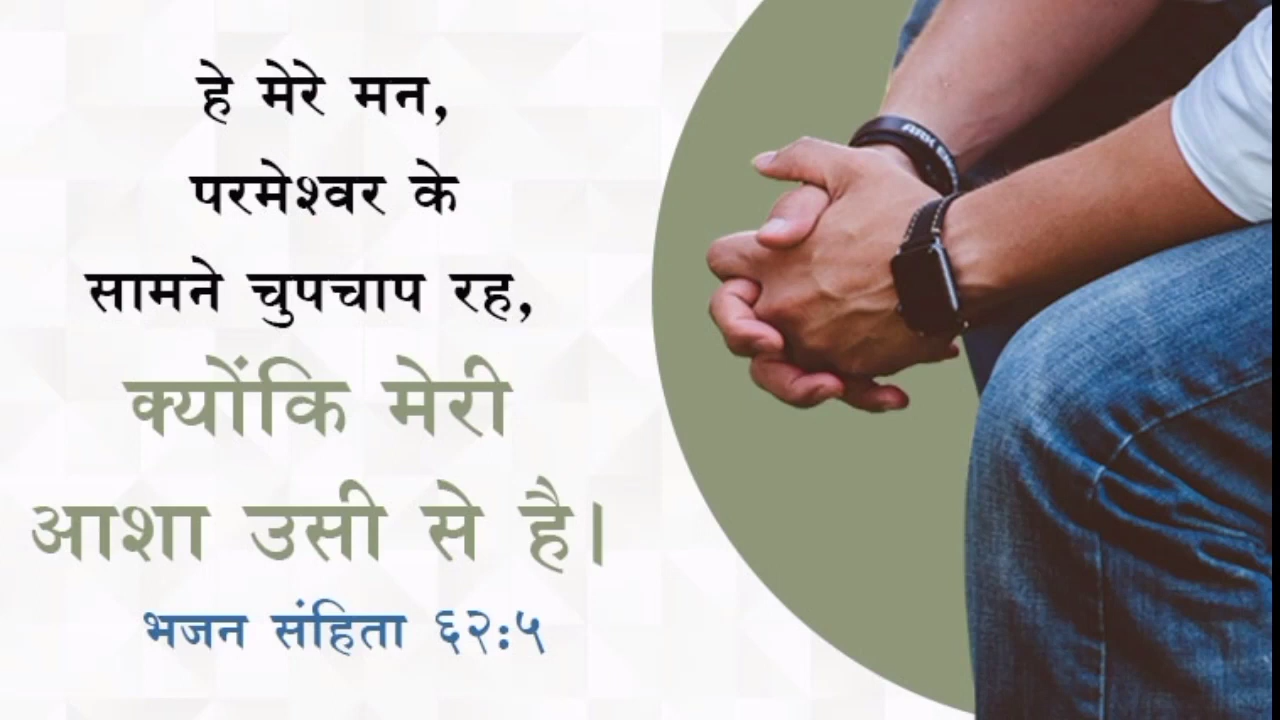 हे मेरे मन,
परमेश्वर के
सामने चुपचाप रह,
क्योंकि मेरी
आशा उसी से है।
भजन संहिता ६२:५